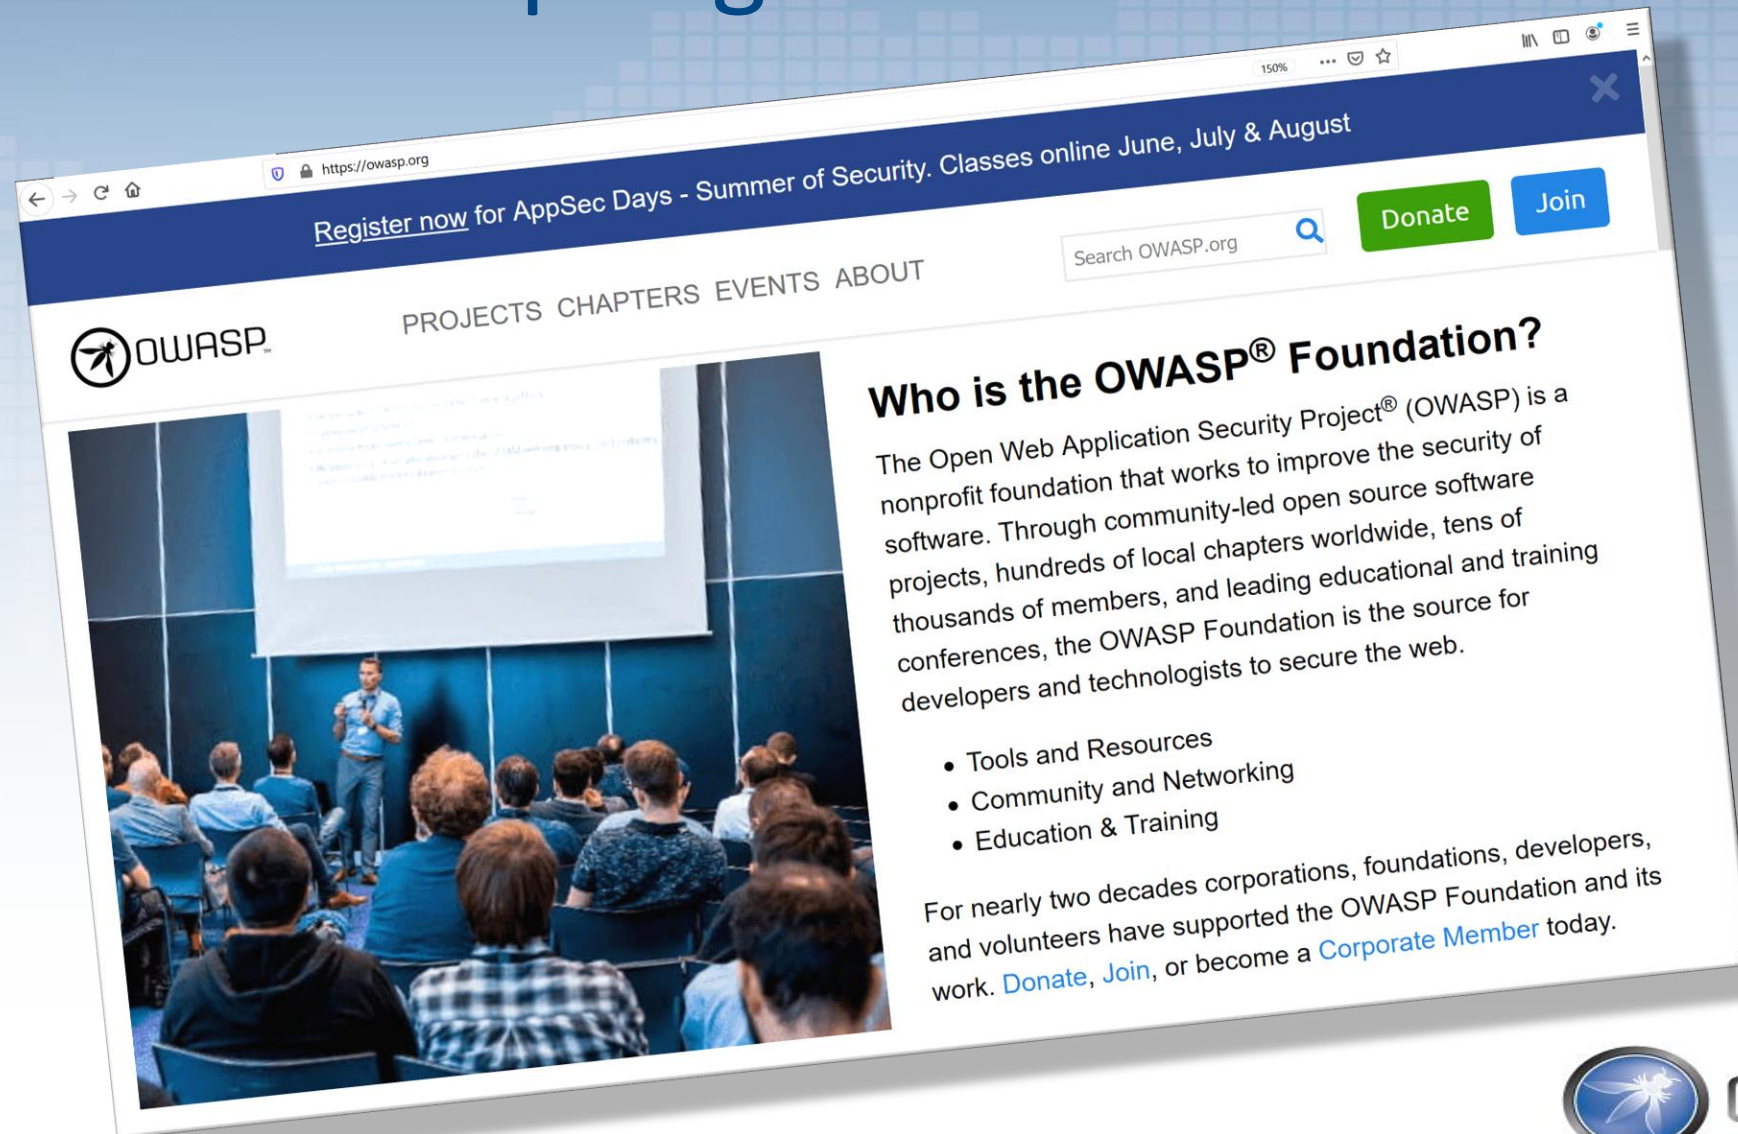 150%
https://owasp.org
Register now for AppSec Days - Summer of Security. Classes online June, July & August
OWASP
PROJECTS CHAPTERS EVENTS ABOUT
Search OWASP.org
Donate
Join
Who is the OWASP® Foundation?
The Open Web Application Security Project® (OWASP) is a
nonprofit foundation that works to improve the security of
software. Through community-led open source software
projects, hundreds of local chapters worldwide, tens of
thousands of members, and leading educational and training
conferences, the OWASP Foundation is the source for
developers and technologists to secure the web.
• Tools and Resources
• Community and Networking
• Education & Training
For nearly two decades corporations, foundations, developers,
and volunteers have supported the OWASP Foundation and its
work. Donate, Join, or become a Corporate Member today.